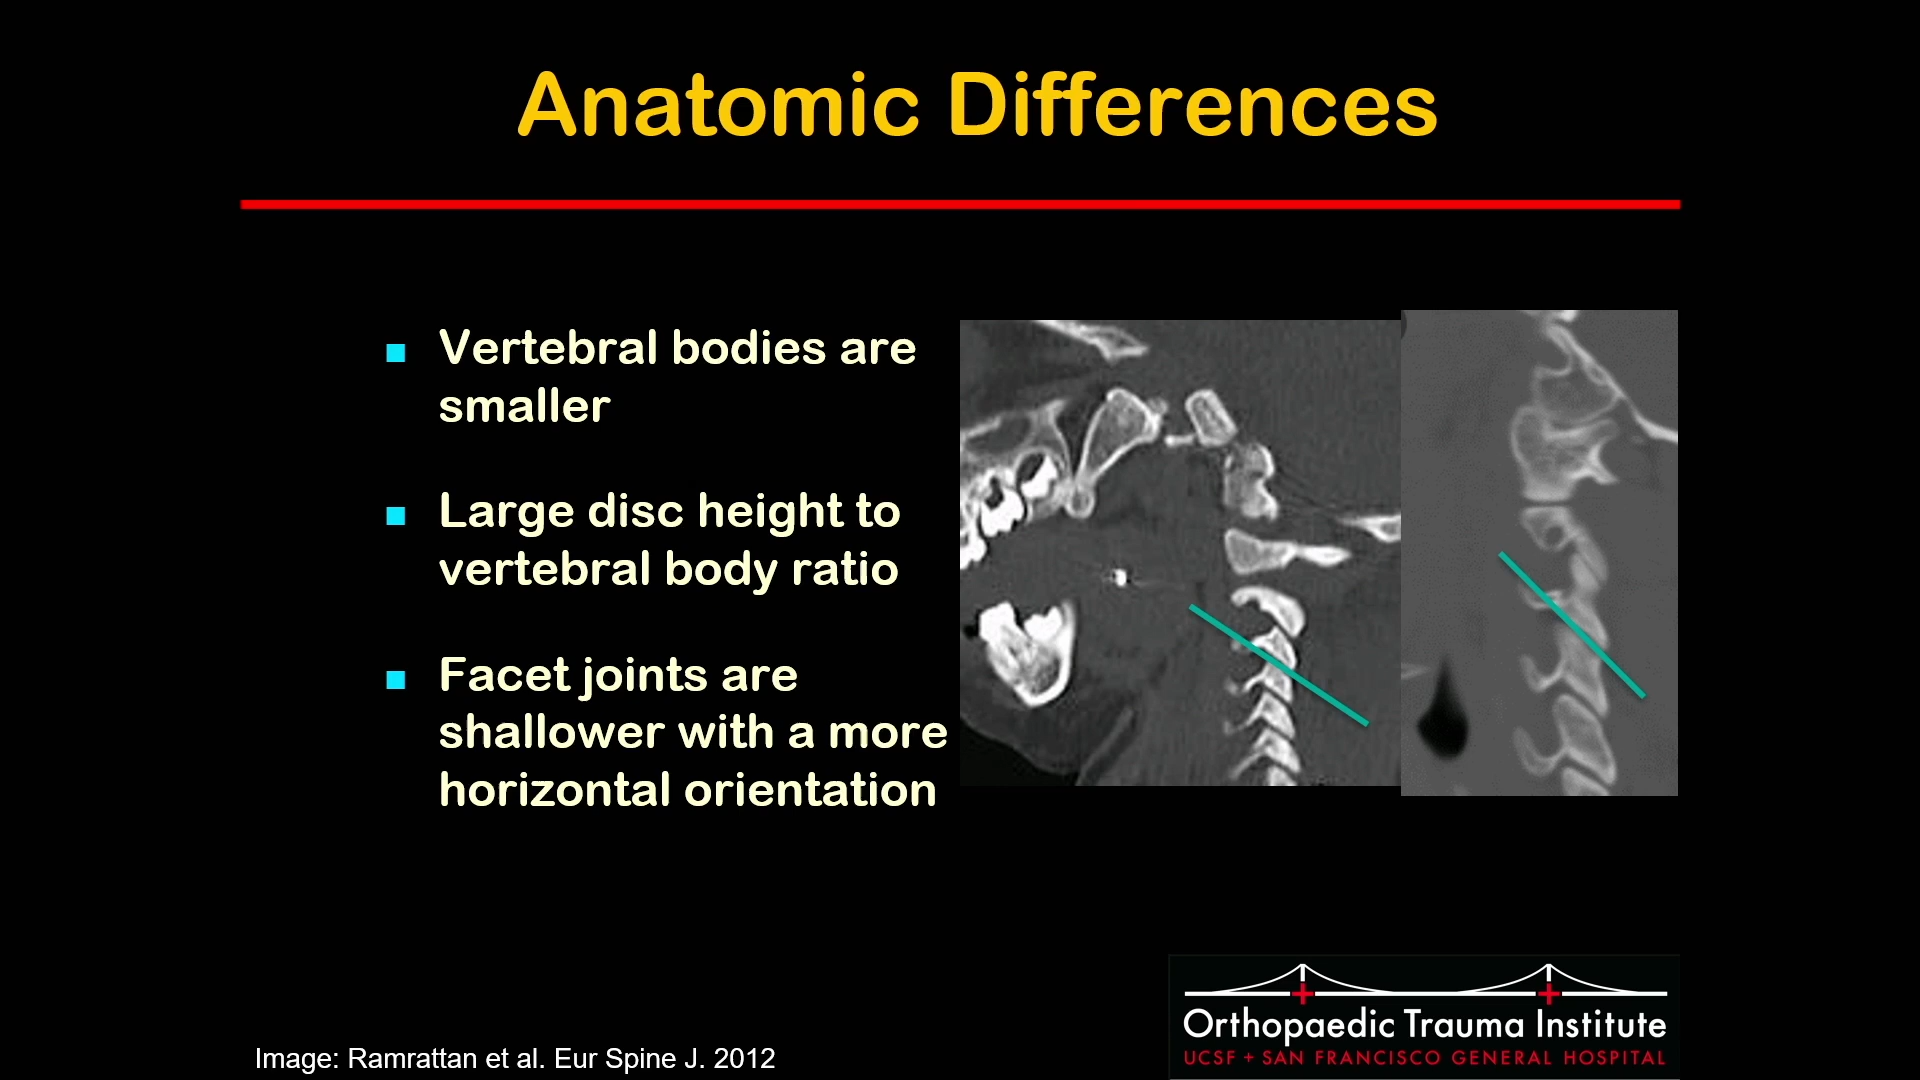 Anatomic Differences
Vertebral bodies are
smaller
Large disc height to
vertebral body ratio
Facet joints are
shallower with a more
horizontal orientation
Orthopaedic Trauma Institute
UCSF + SAN FRANCISCO GENERAL HOSPITAL
Image: Ramrattan et al. Eur Spine J. 2012